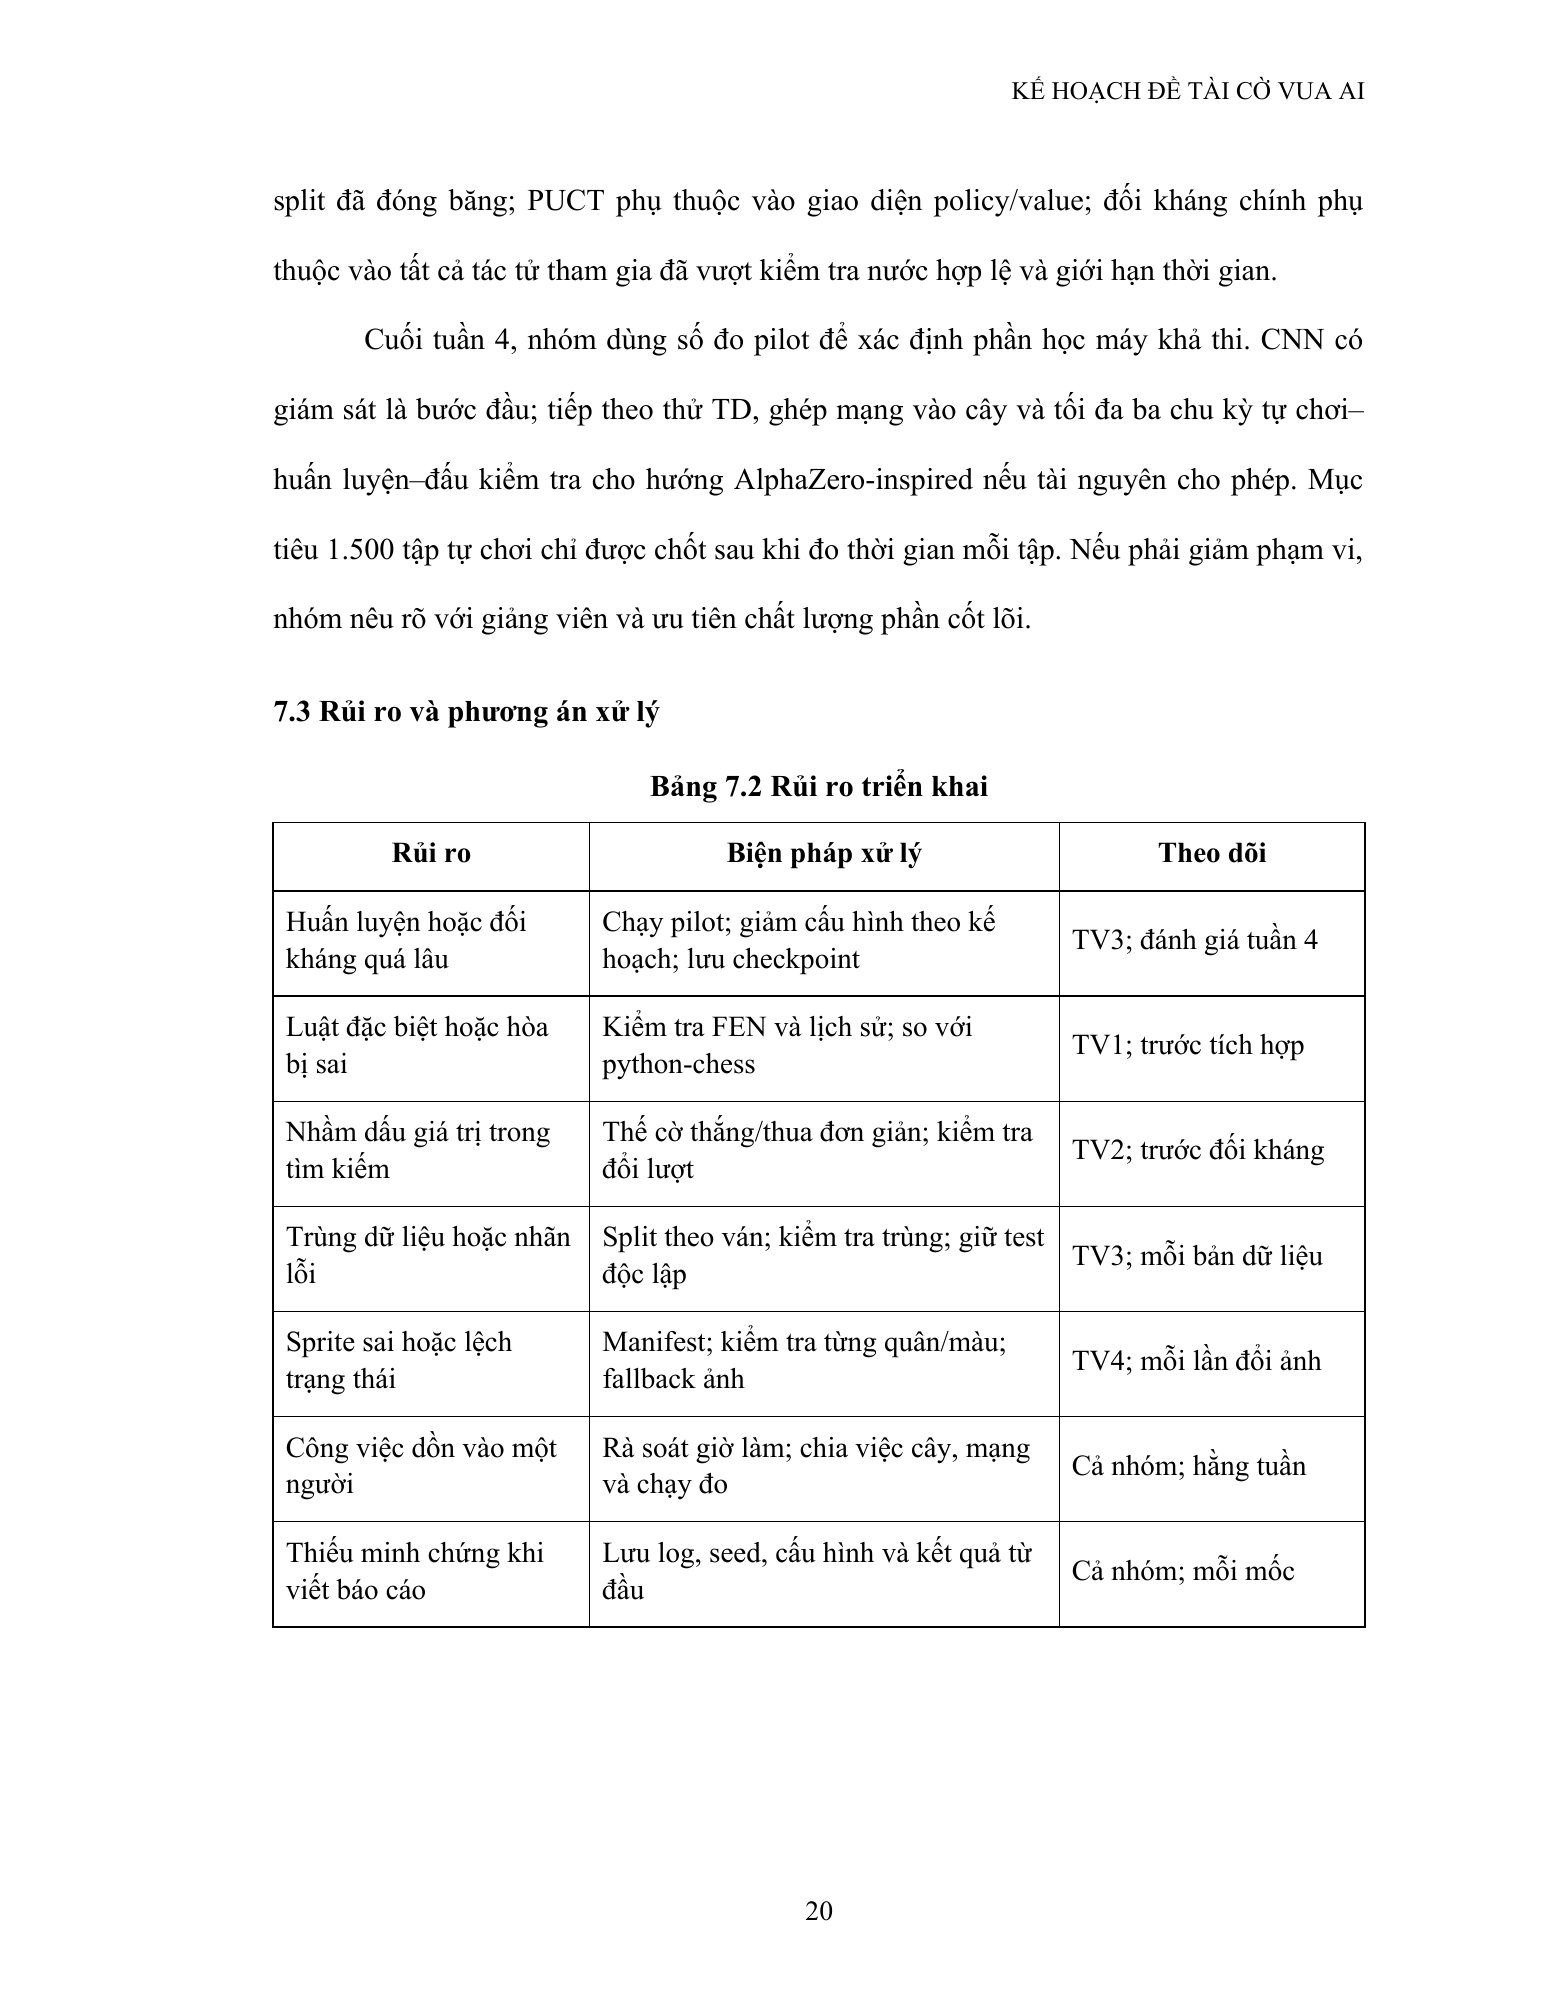 KẾ HOẠCH ĐỀ TÀI CỜ VUA AI
split đã đóng băng; PUCT phụ thuộc vào giao diện policy/value; đối kháng chính phụ
thuộc vào tất cả tác tử tham gia đã vượt kiểm tra nước hợp lệ và giới hạn thời gian.
Cuối tuần 4, nhóm dùng số đo pilot để xác định phần học máy khả thi. CNN có
giám sát là bước đầu; tiếp theo thử TD, ghép mạng vào cây và tối đa ba chu kỳ tự chơi–
huấn luyện–đấu kiểm tra cho hướng AlphaZero-inspired nếu tài nguyên cho phép. Mục
tiêu 1.500 tập tự chơi chỉ được chốt sau khi đo thời gian mỗi tập. Nếu phải giảm phạm vi,
nhóm nêu rõ với giảng viên và ưu tiên chất lượng phần cốt lõi.
7.3 Rủi ro và phương án xử lý
Bảng 7.2 Rủi ro triển khai
Rủi ro
Biện pháp xử lý
Theo dõi
Huấn luyện hoặc đối
kháng quá lâu
Chạy pilot; giảm cấu hình theo kế
hoạch; lưu checkpoint
TV3; đánh giá tuần 4
Luật đặc biệt hoặc hòa
bị sai
Kiểm tra FEN và lịch sử; so với
python-chess
TV1; trước tích hợp
Nhầm dấu giá trị trong
tìm kiếm
Thế cờ thắng/thua đơn giản; kiểm tra
đổi lượt
TV2; trước đối kháng
Trùng dữ liệu hoặc nhãn
lỗi
Split theo ván; kiểm tra trùng; giữ test
độc lập
TV3; mỗi bản dữ liệu
Sprite sai hoặc lệch
trạng thái
Manifest; kiểm tra từng quân/màu;
fallback ảnh
TV4; mỗi lần đổi ảnh
Công việc dồn vào một
người
Rà soát giờ làm; chia việc cây, mạng
và chạy đo
Cả nhóm; hằng tuần
Thiếu minh chứng khi
viết báo cáo
Lưu log, seed, cấu hình và kết quả từ
đầu
Cả nhóm; mỗi mốc
20